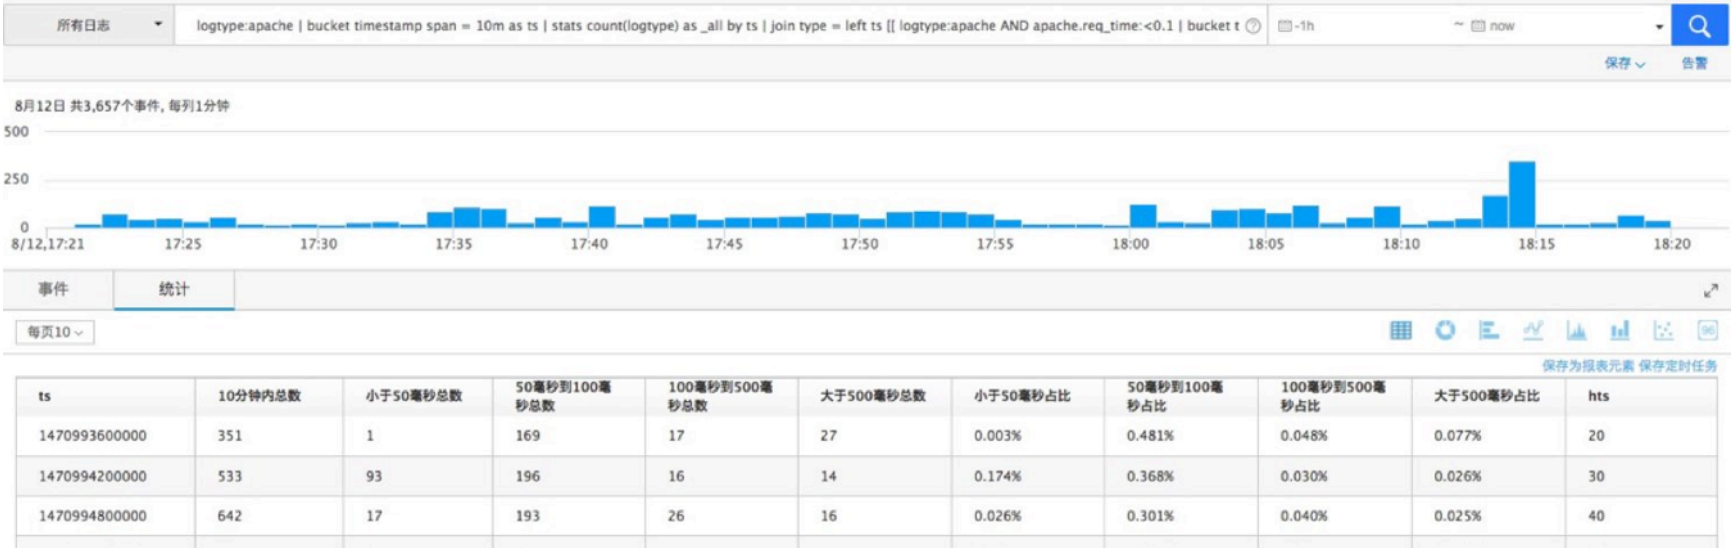 所有日志 logtype:apache | bucket timestamp span = 10m as ts | stats count(logtype) as _all by ts | join type = left ts [[ logtype:apache AND apache.req_time:<0.1 | bucket t -1h ~ now
保存 告警
8月12日 共3,657个事件, 每列1分钟
500
250
0
8/12,17:21 17:25 17:30 17:35 17:40 17:45 17:50 17:55 18:00 18:05 18:10 18:15 18:20
事件 统计
每页10 96
保存为报表元素 保存定时任务
ts 10分钟内总数 小于50毫秒总数 50毫秒到100毫秒总数 100毫秒到500毫秒总数 大于500毫秒总数 小于50毫秒占比 50毫秒到100毫秒占比 100毫秒到500毫秒占比 大于500毫秒占比 hts
1470993600000 351 1 169 17 27 0.003% 0.481% 0.048% 0.077% 20
1470994200000 533 93 196 16 14 0.174% 0.368% 0.030% 0.026% 30
1470994800000 642 17 193 26 16 0.026% 0.301% 0.040% 0.025% 40